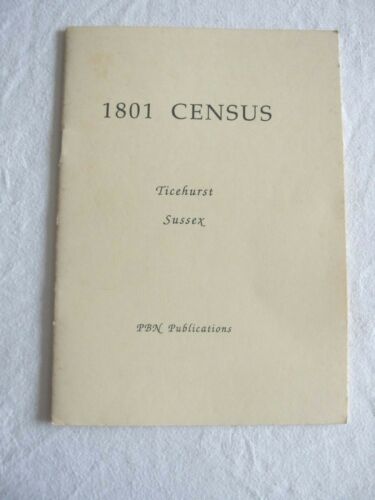 1801 CENSUS
Ticehurst
Sussex
PBN Publications